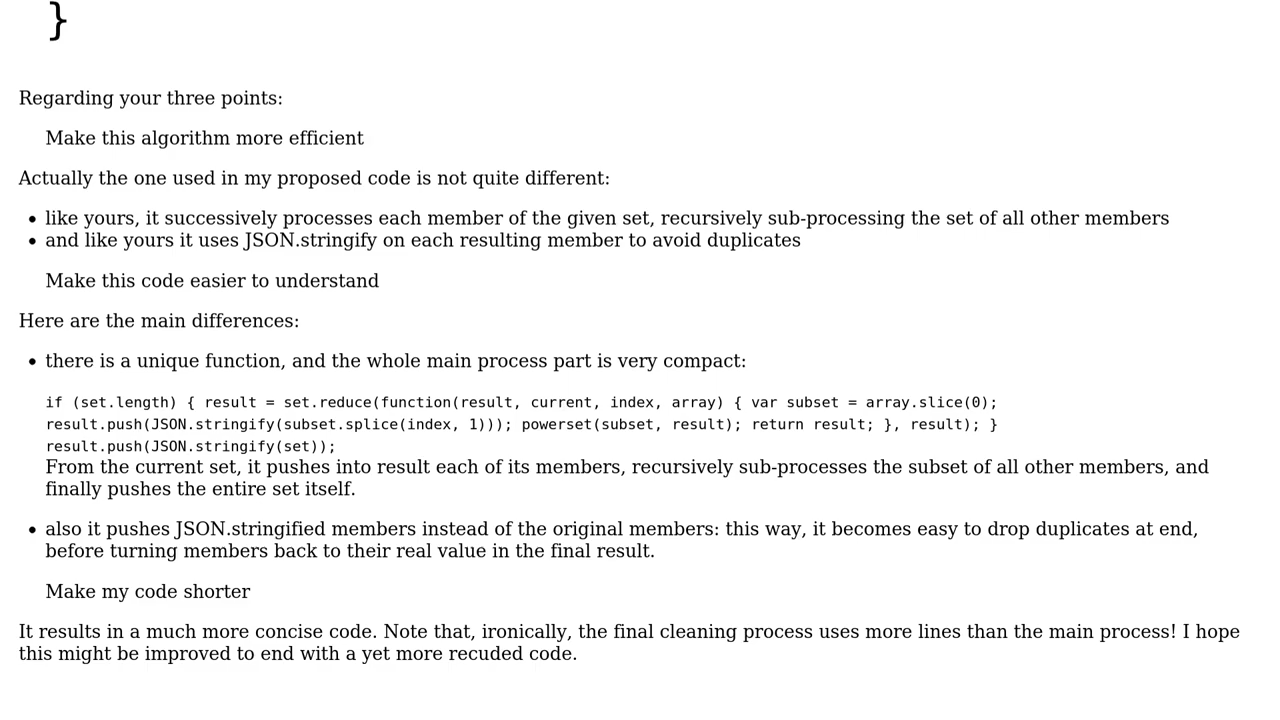 }
Regarding your three points:
Make this algorithm more efficient
Actually the one used in my proposed code is not quite different:
• like yours, it successively processes each member of the given set, recursively sub-processing the set of all other members
• and like yours it uses JSON.stringify on each resulting member to avoid duplicates
Make this code easier to understand
Here are the main differences:
• there is a unique function, and the whole main process part is very compact:
if (set.length) { result = set.reduce(function(result, current, index, array) { var subset = array.slice(0);
result.push(JSON.stringify(subset.splice(index, 1))); powerset(subset, result); return result; }, result); }
result.push(JSON.stringify(set));
From the current set, it pushes into result each of its members, recursively sub-processes the subset of all other members, and
finally pushes the entire set itself.
• also it pushes JSON.stringified members instead of the original members: this way, it becomes easy to drop duplicates at end,
before turning members back to their real value in the final result.
Make my code shorter
It results in a much more concise code. Note that, ironically, the final cleaning process uses more lines than the main process! I hope
this might be improved to end with a yet more recuded code.